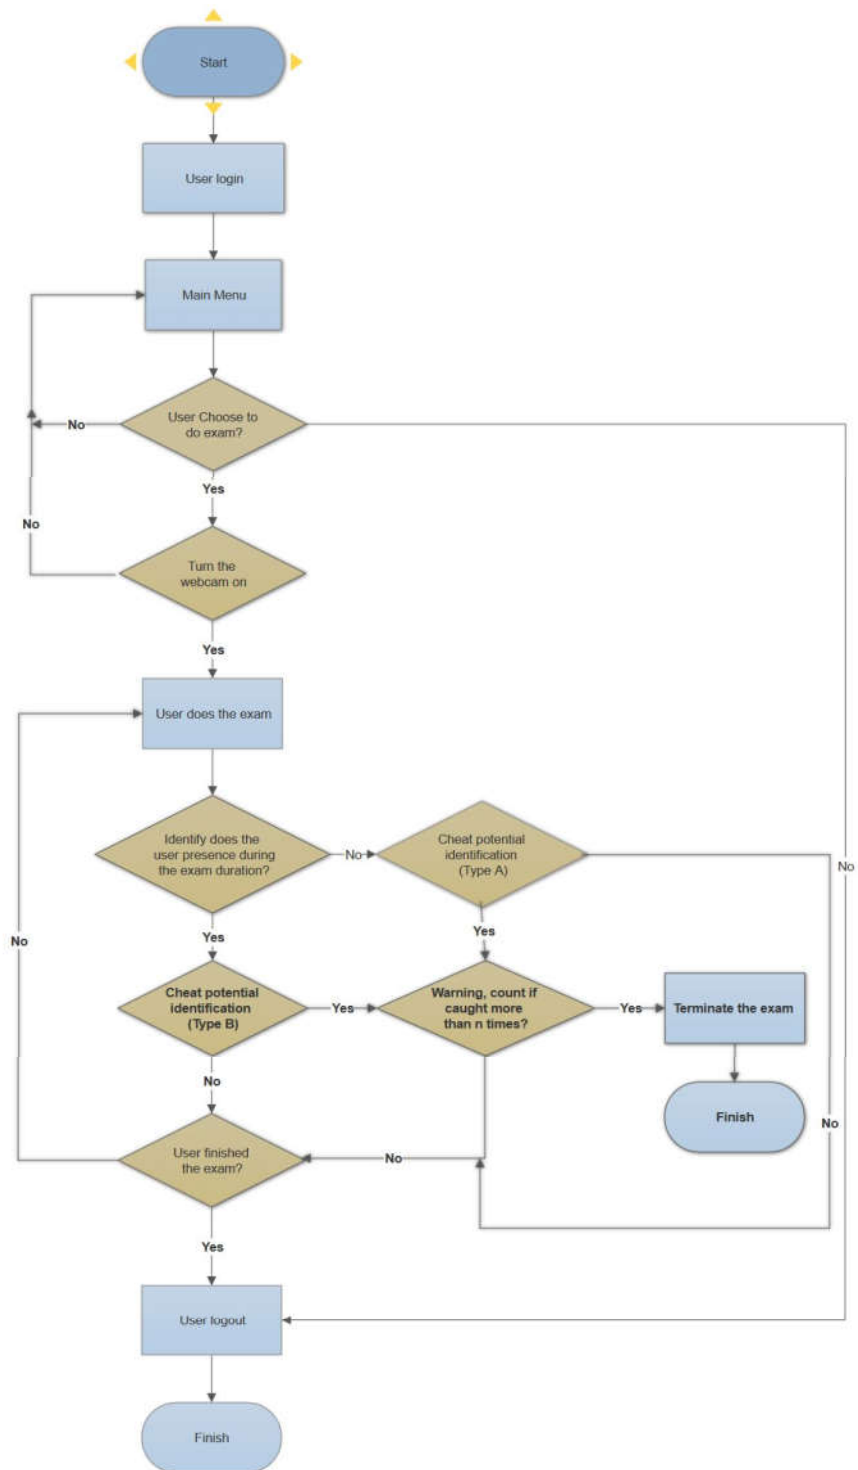 Start
User login
Main Menu
User Choose to
do exam?
No
Yes
No
Turn the
webcam on
Yes
User does the exam
Identify does the
user presence during
the exam duration?
No
Cheat potential
identification
(Type A)
No
Yes
Yes
No
Cheat potential
identification
(Type B)
Yes
Warning, count if
caught more
than n times?
Yes
Terminate the exam
Finish
No
No
User finished
the exam?
No
Yes
User logout
Finish